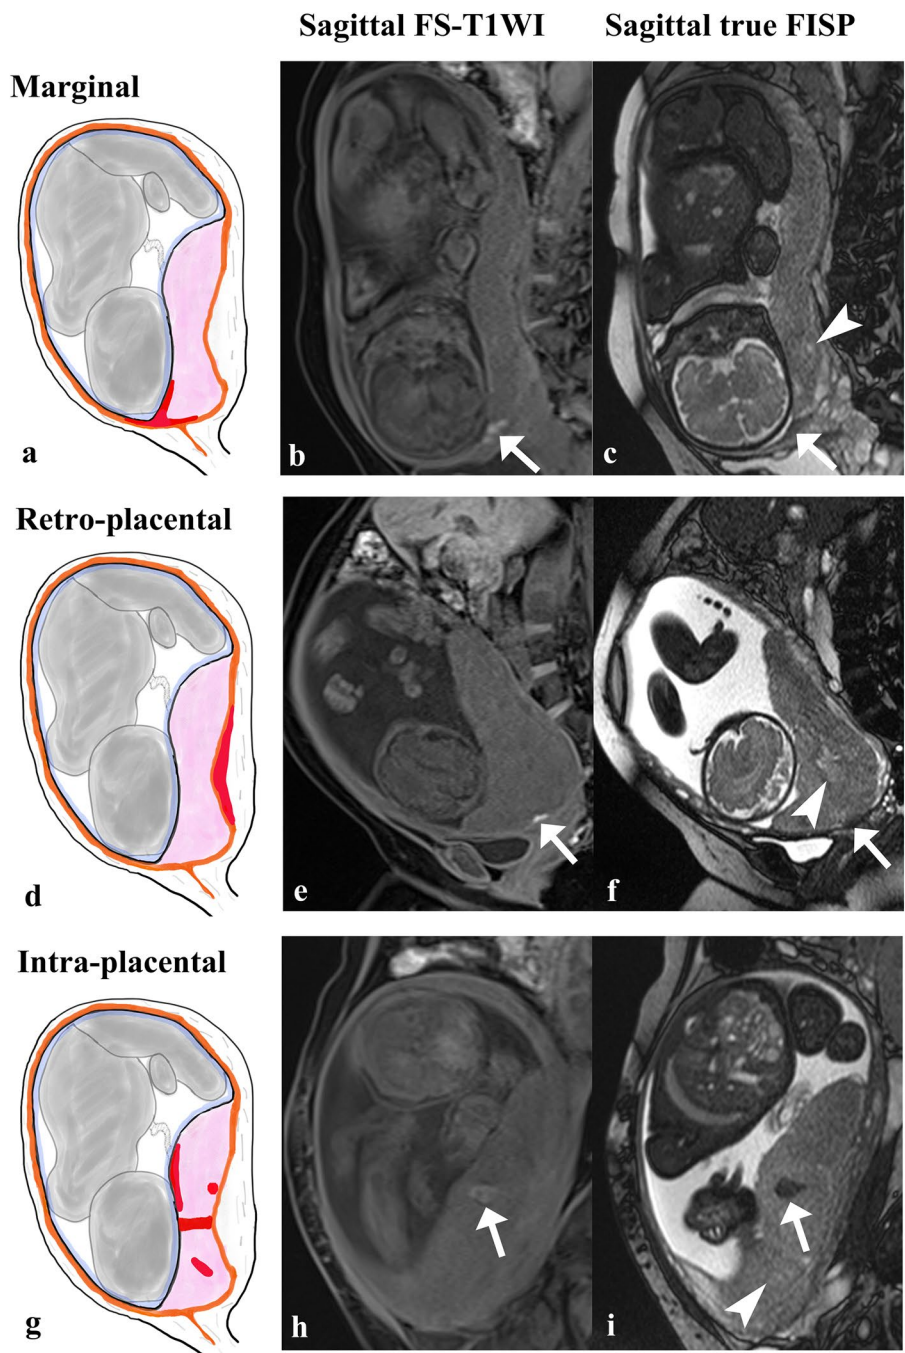 Sagittal FS-T1WI Sagittal true FISP
Marginal
a b c
Retro-placental
d e f
Intra-placental
g h i